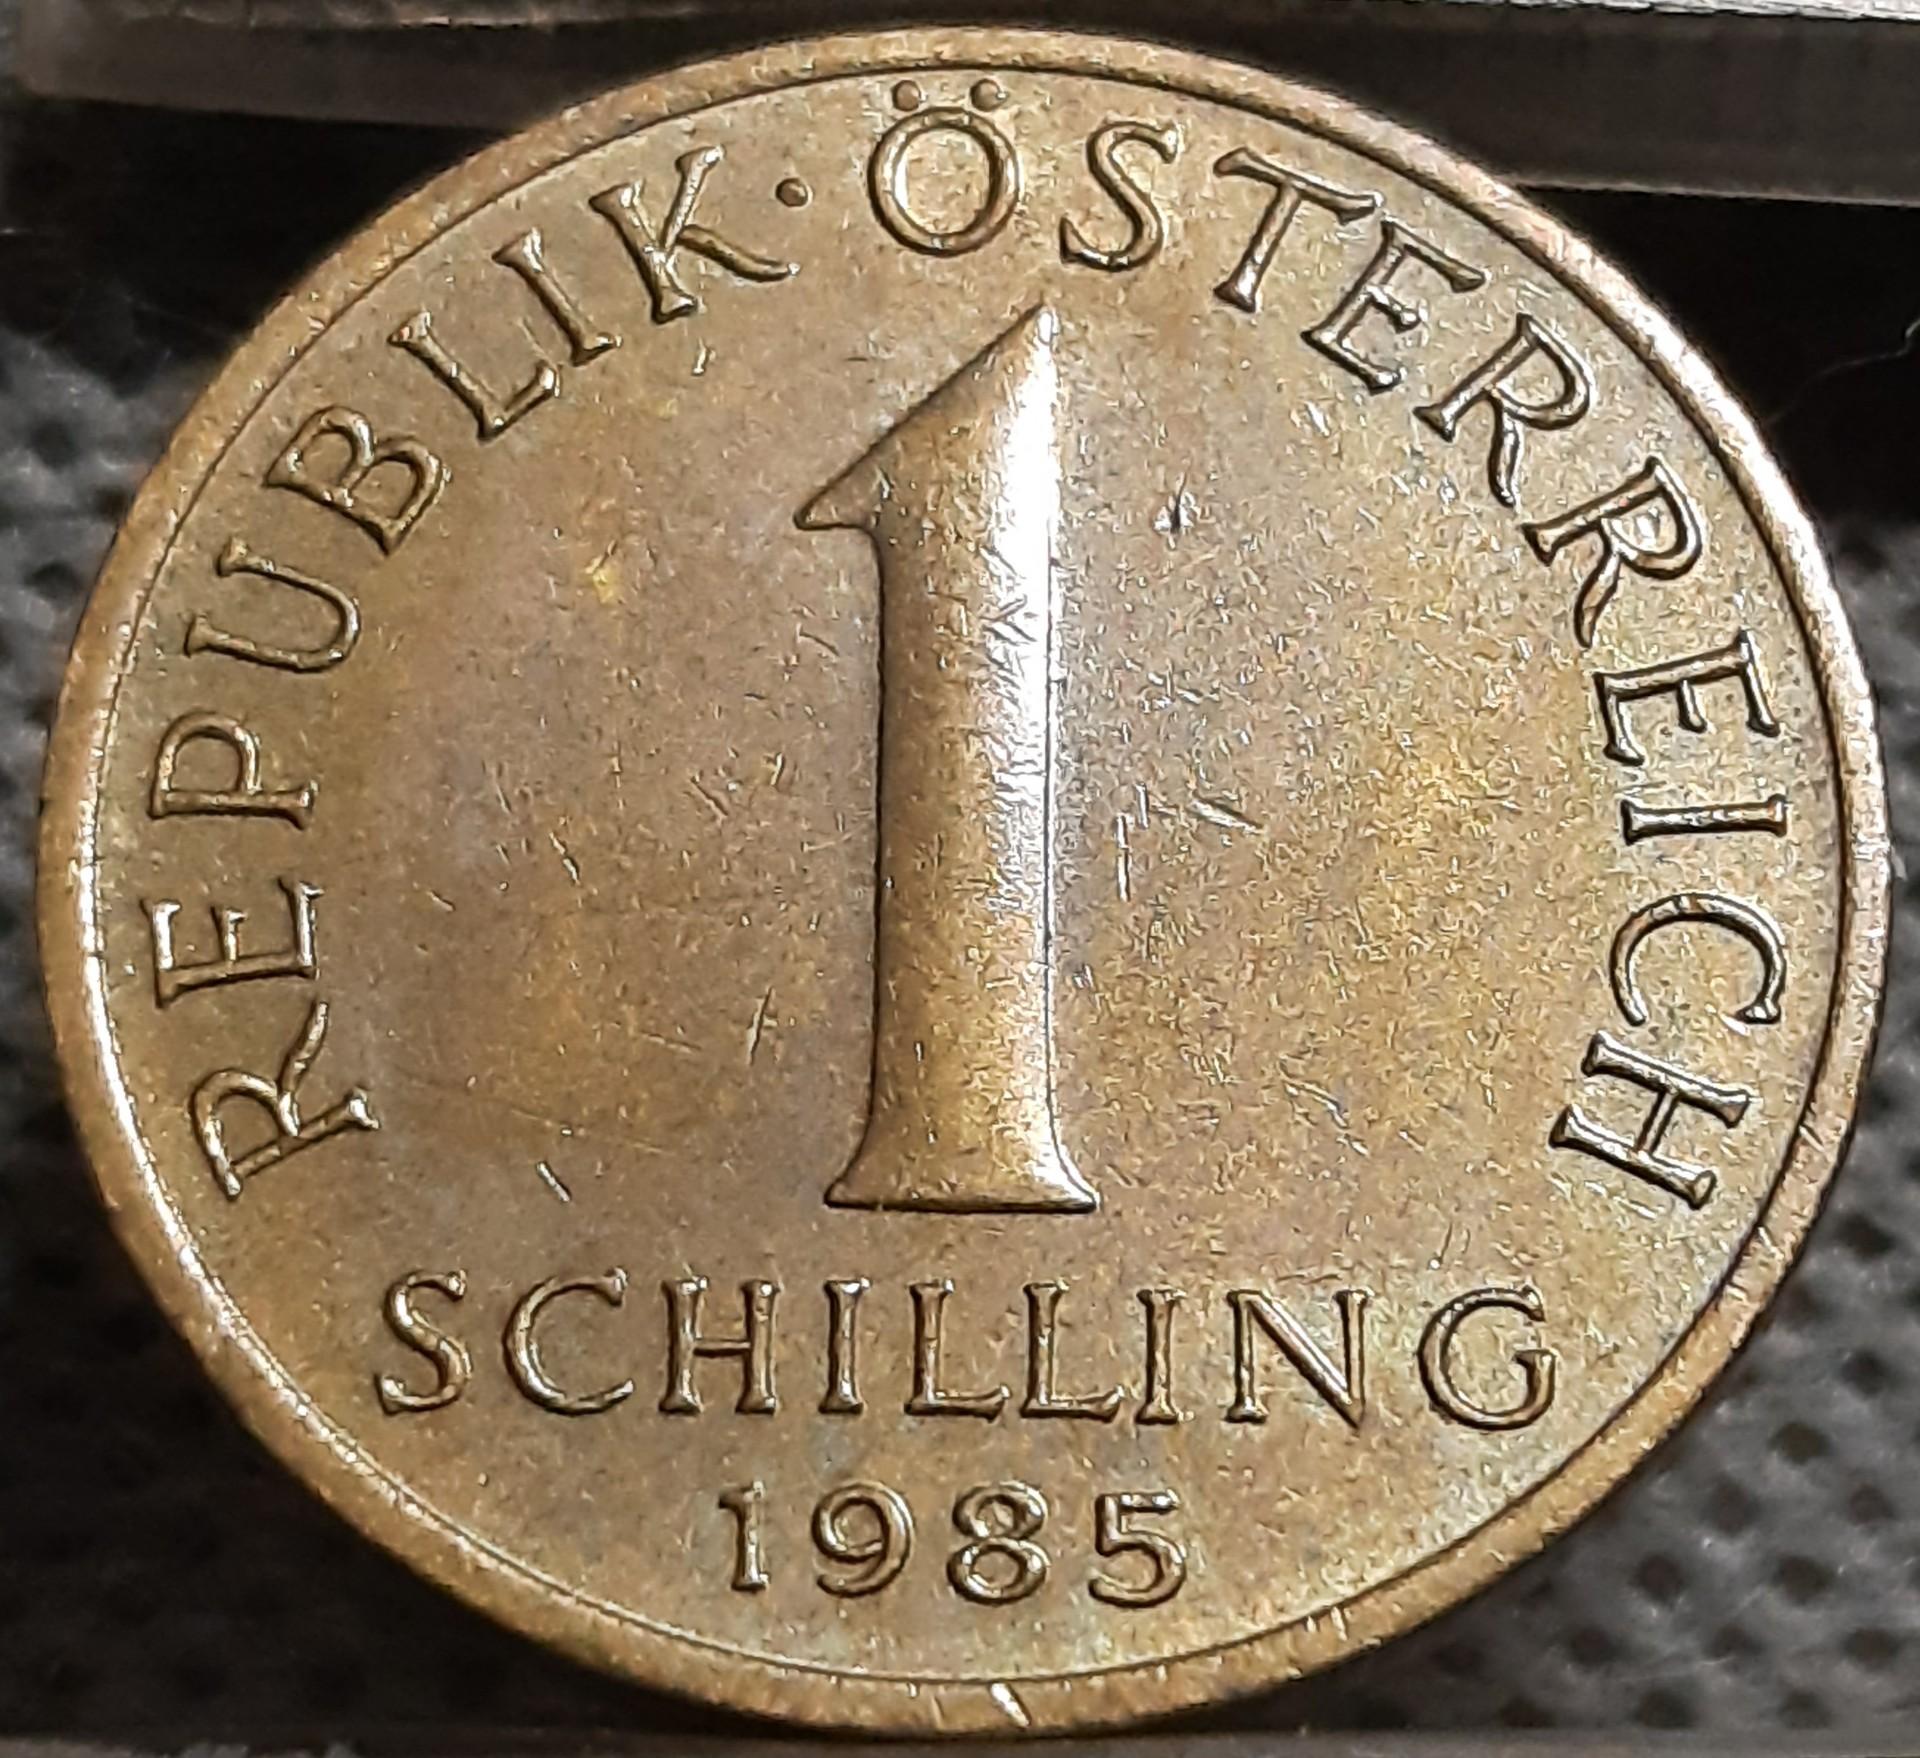 REPUBLIK · ÖSTERREICH
1
SCHILLING
1985